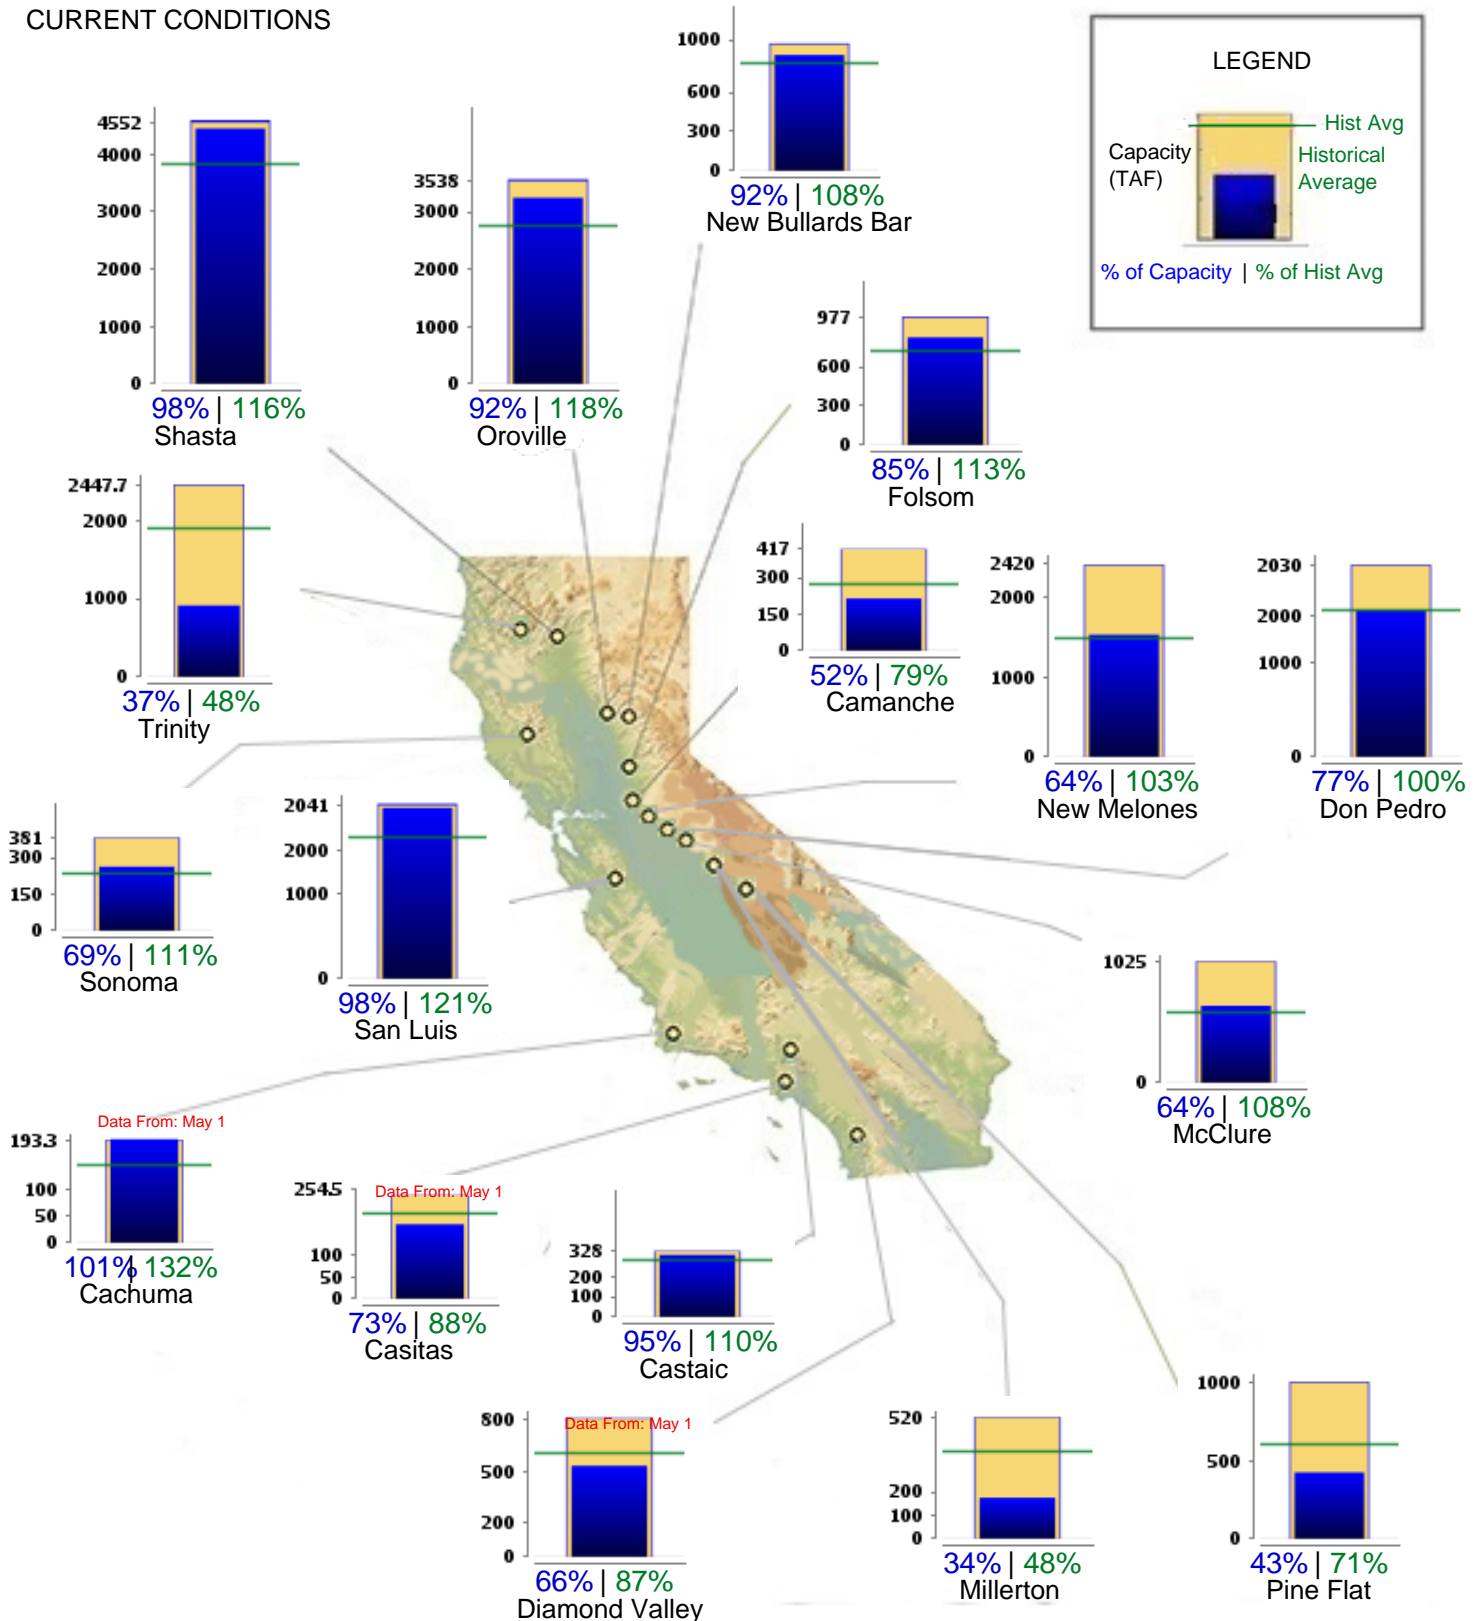 CURRENT CONDITIONS
1000
600
300
0
92% | 108%
New Bullards Bar
LEGEND
Hist Avg
Capacity
(TAF)
Historical
Average
% of Capacity | % of Hist Avg
4552
4000
3000
2000
1000
0
98% | 116%
Shasta
3538
3000
2000
1000
0
92% | 118%
Oroville
977
600
300
0
85% | 113%
Folsom
2447.7
2000
1000
0
37% | 48%
Trinity
417
300
150
0
52% | 79%
Camanche
2420
2000
1000
0
64% | 103%
New Melones
2030
2000
1000
0
77% | 100%
Don Pedro
381
300
150
0
69% | 111%
Sonoma
2041
2000
1000
0
98% | 121%
San Luis
1025
0
64% | 108%
McClure
Data From: May 1
193.3
100
50
0
101% | 132%
Cachuma
Data From: May 1
254.5
100
50
0
73% | 88%
Casitas
328
200
100
0
95% | 110%
Castaic
Data From: May 1
800
500
200
0
66% | 87%
Diamond Valley
520
200
100
0
34% | 48%
Millerton
1000
500
0
43% | 71%
Pine Flat